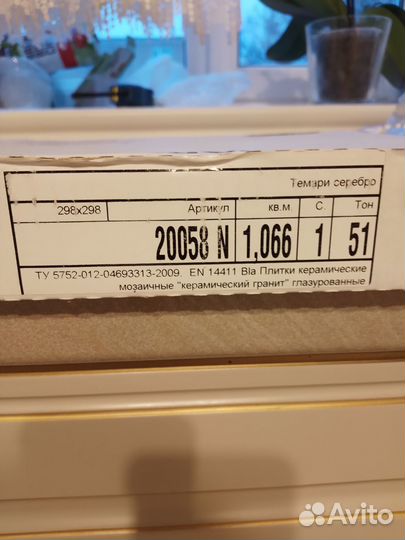 Темари серебро
298x298 Артикул кв.м. С. Тон
20058 N 1,066 1 51
ТУ 5752-012-04693313-2009. EN 14411 BIa Плитки керамические
мозаичные "керамический гранит" глазурованные
Avito